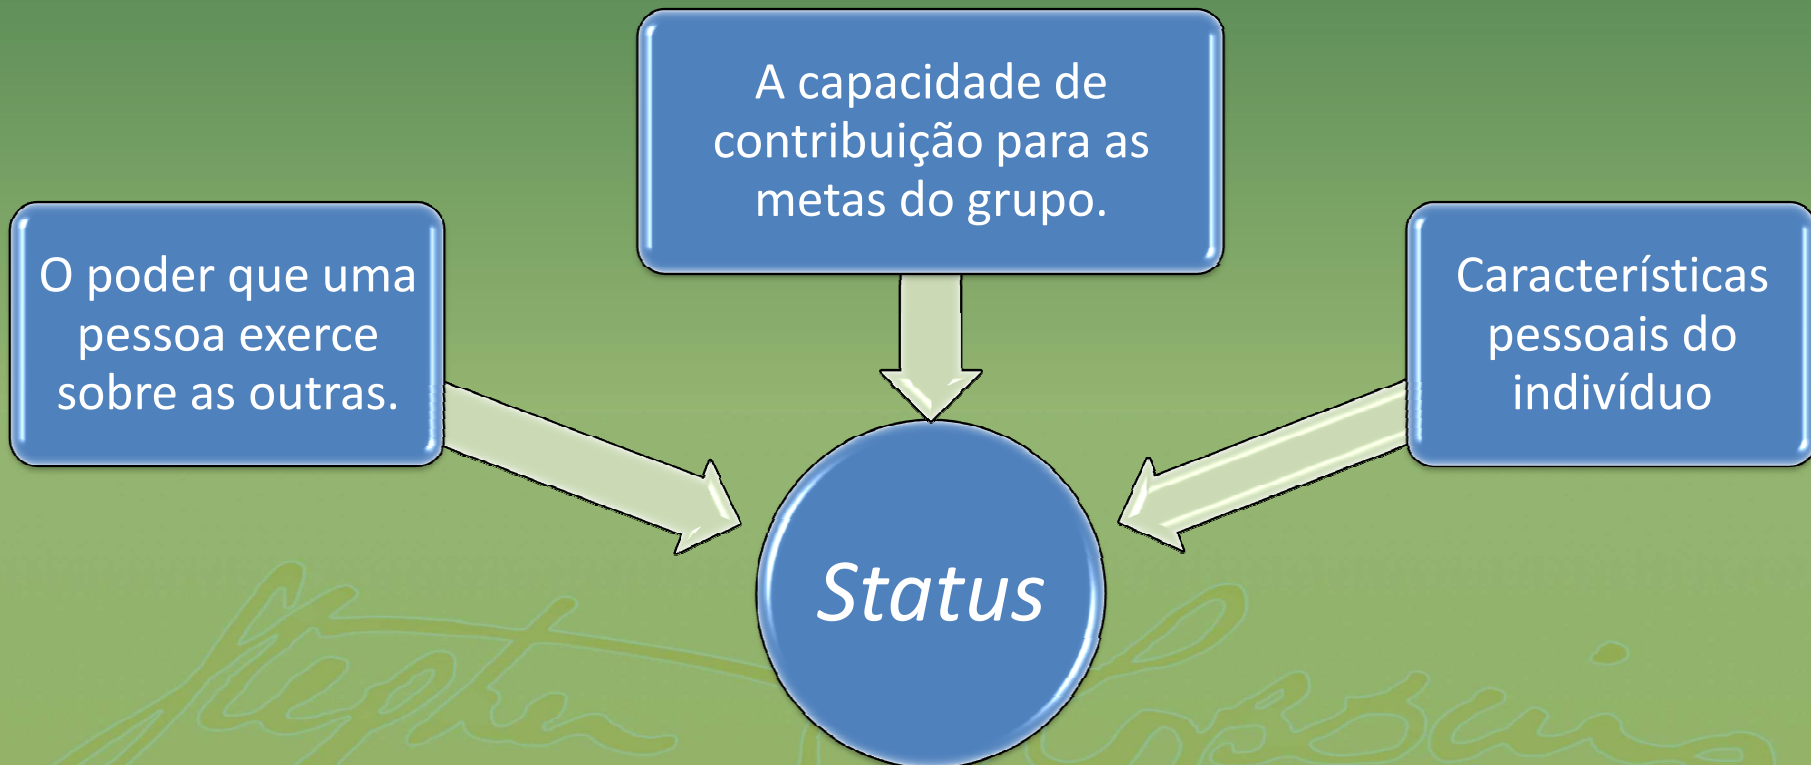 A capacidade de
contribuição para as
metas do grupo.
O poder que uma
pessoa exerce
sobre as outras.
Características
pessoais do
indivíduo
Status